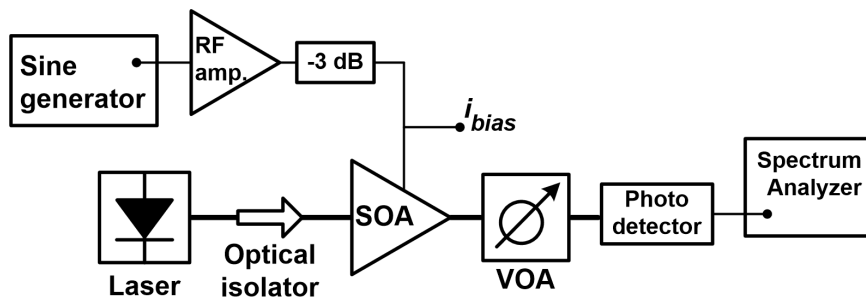 Sine
generator
RF
amp.
-3 dB
i bias
Laser
Optical
isolator
SOA
VOA
Photo
detector
Spectrum
Analyzer